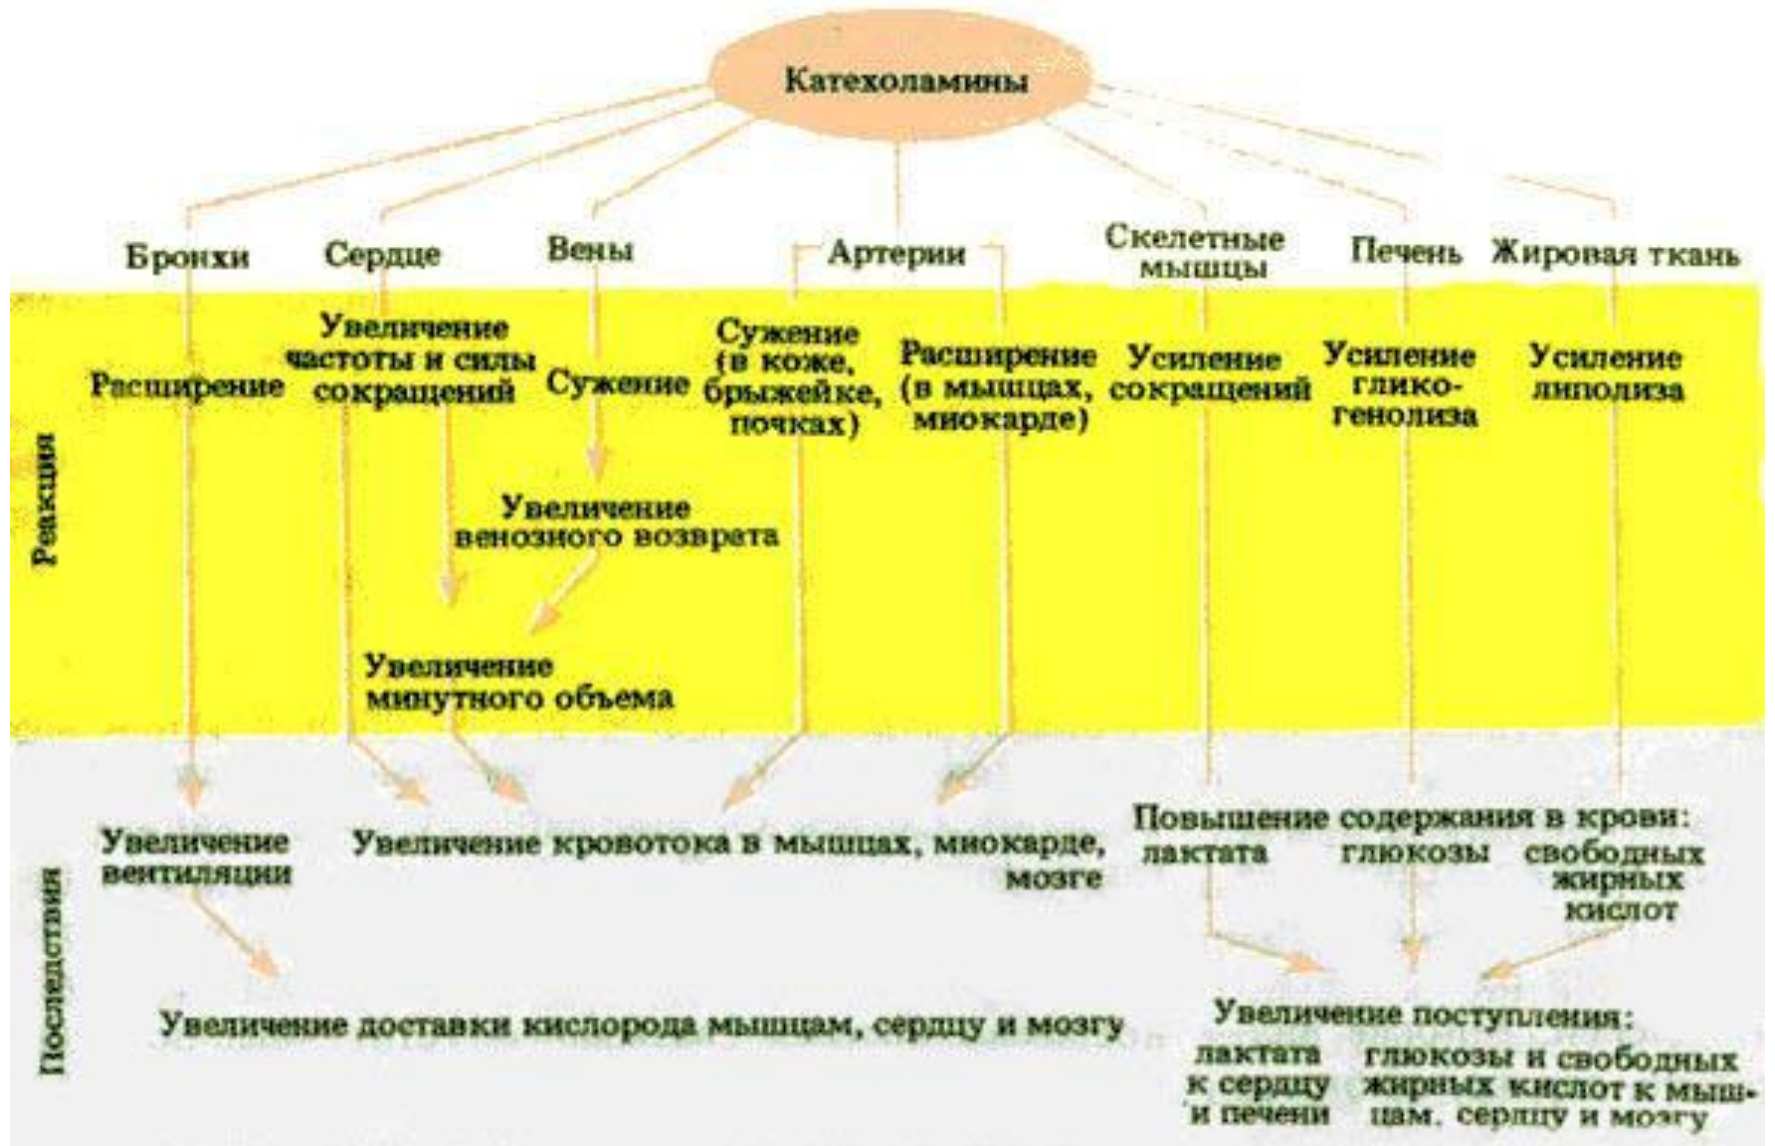 Катехоламины
Бронхи
Сердце
Вены
Артерии
Скелетные
мышцы
Печень
Жировая ткань
Реакция
Расширение
Увеличение
частоты и силы
сокращений
Сужение
Сужение
(в коже,
брыжейке,
почках)
Расширение
(в мышцах,
миокарде)
Усиление
сокращений
Усиление
глико-
генолиза
Усиление
липолиза
Увеличение
венозного возврата
Увеличение
минутного объема
Последствия
Увеличение
вентиляции
Увеличение кровотока в мышцах, миокарде,
мозге
Повышение содержания в крови:
лактата
глюкозы
свободных
жирных
кислот
Увеличение доставки кислорода мышцам, сердцу и мозгу
Увеличение поступления:
лактата
к сердцу
и печени
глюкозы и свободных
жирных кислот к мыш-
цам, сердцу и мозгу